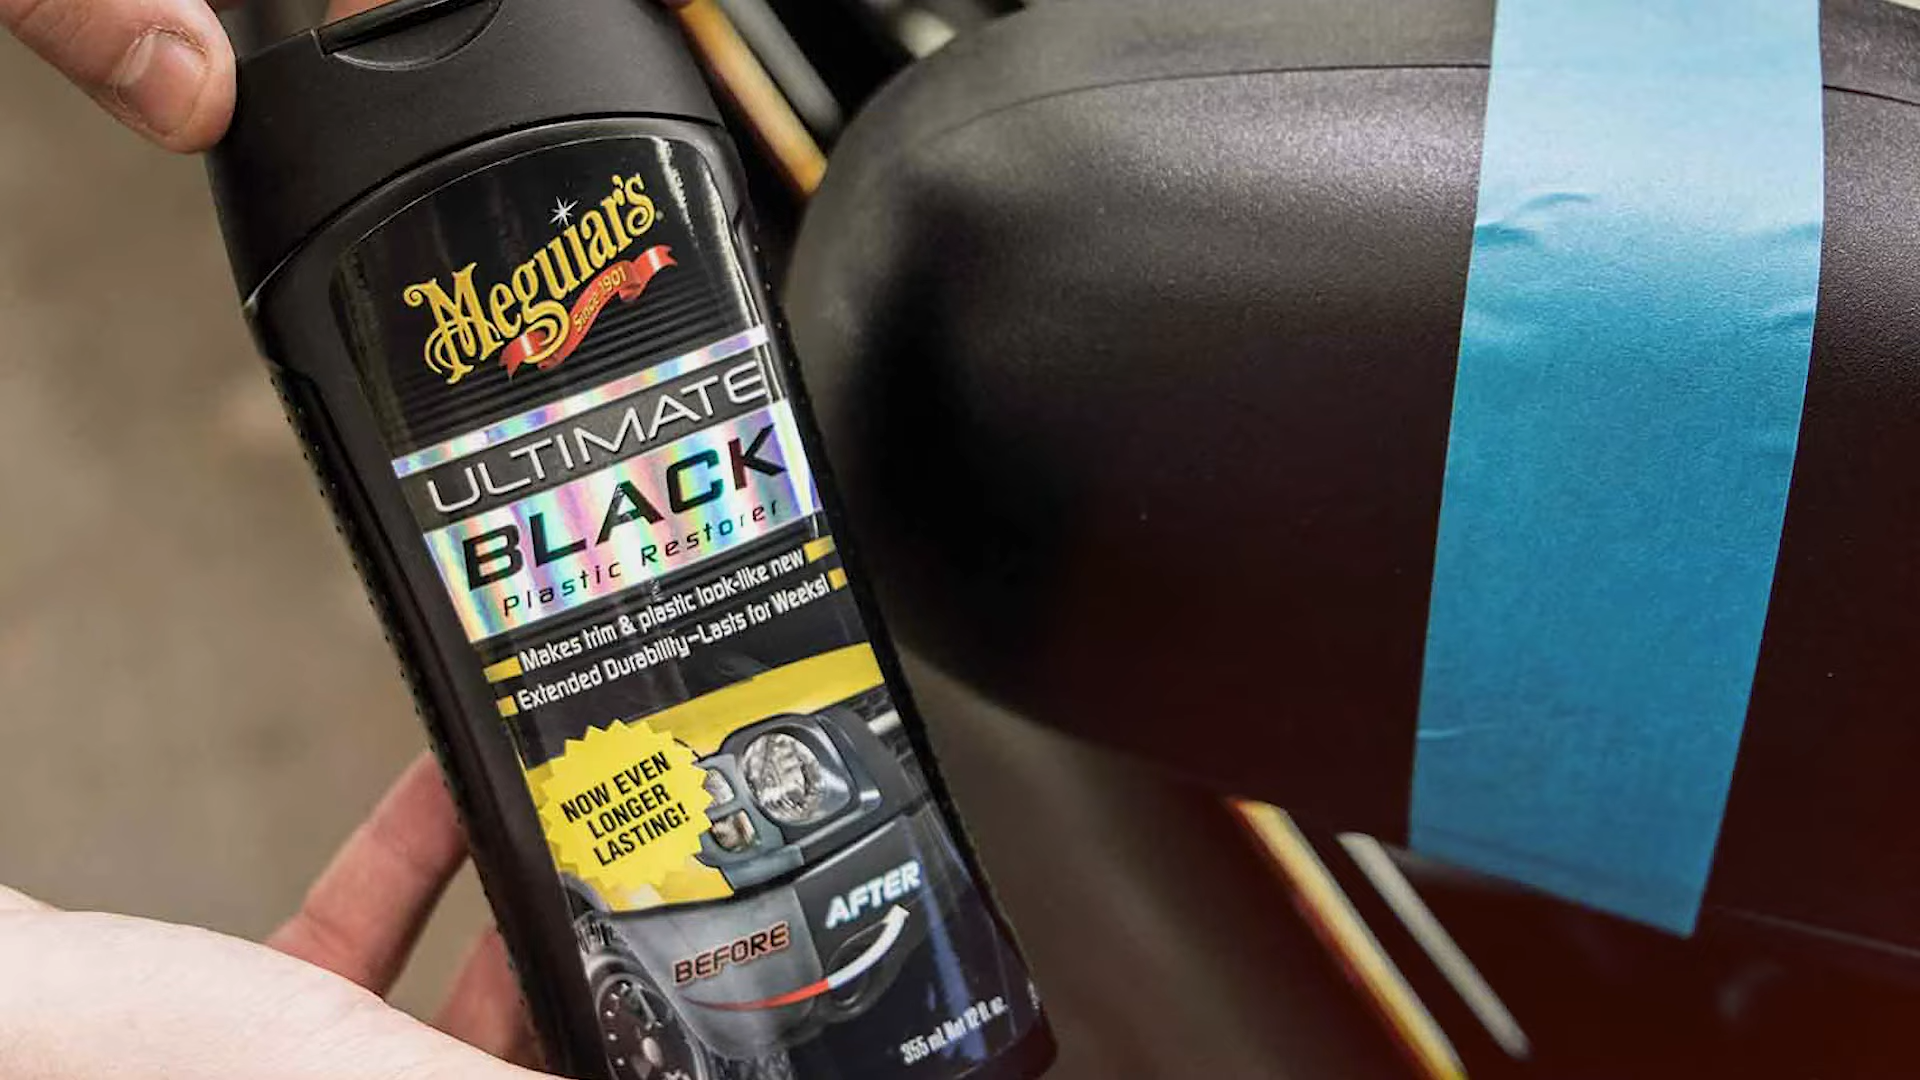 Meguiar's
Since 1901
ULTIMATE
BLACK
Plastic Restorer
Makes trim & plastic look-like new
Extended Durability-Lasts for Weeks!
NOW EVEN
LONGER
LASTING!
BEFORE
AFTER
355 mL Net 12 fl. oz.